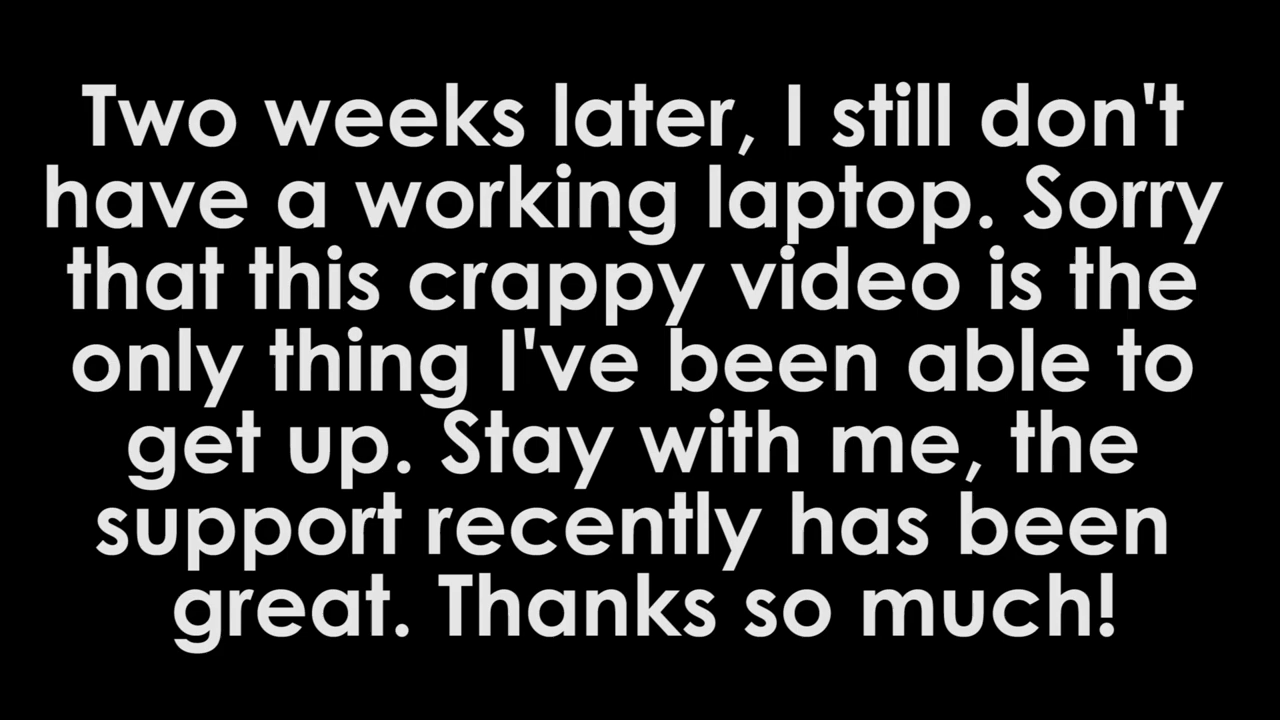 Two weeks later, I still don't
have a working laptop. Sorry
that this crappy video is the
only thing I've been able to
get up. Stay with me, the
support recently has been
great. Thanks so much!